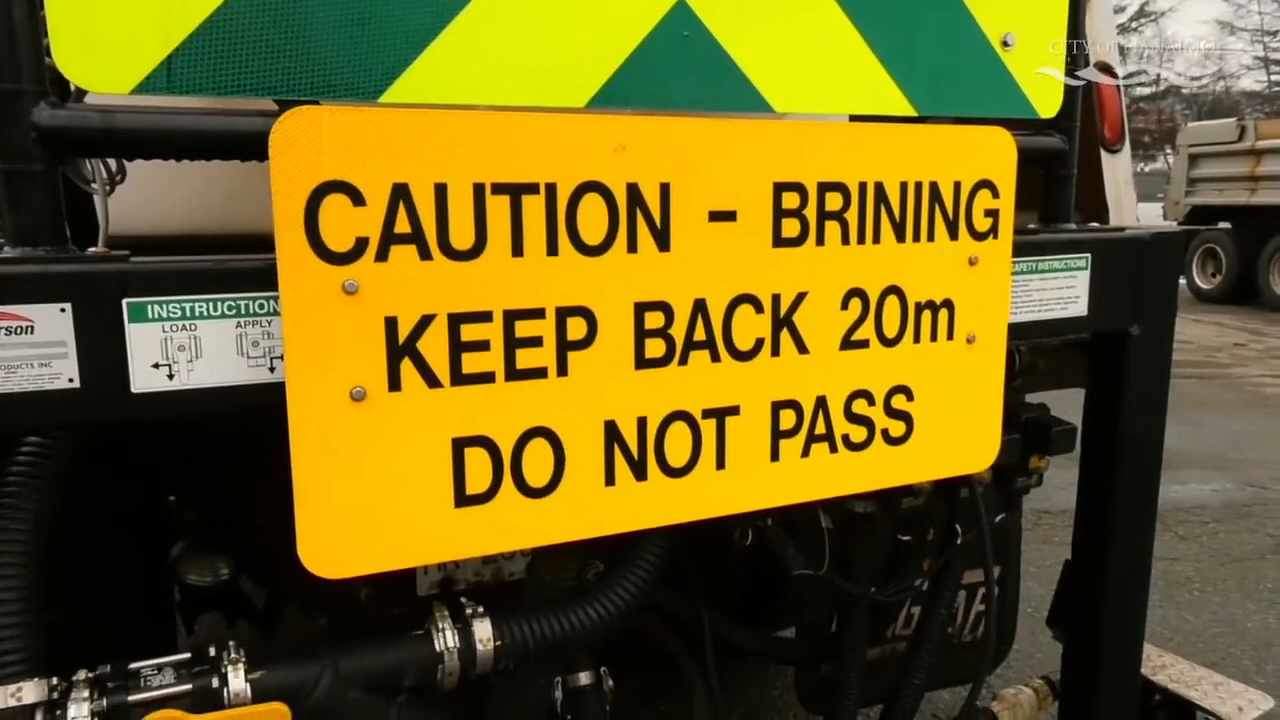 CITY OF NANAIMO
CAUTION - BRINING
KEEP BACK 20m
DO NOT PASS
INSTRUCTION
LOAD APPLY
SAFETY INSTRUCTIONS